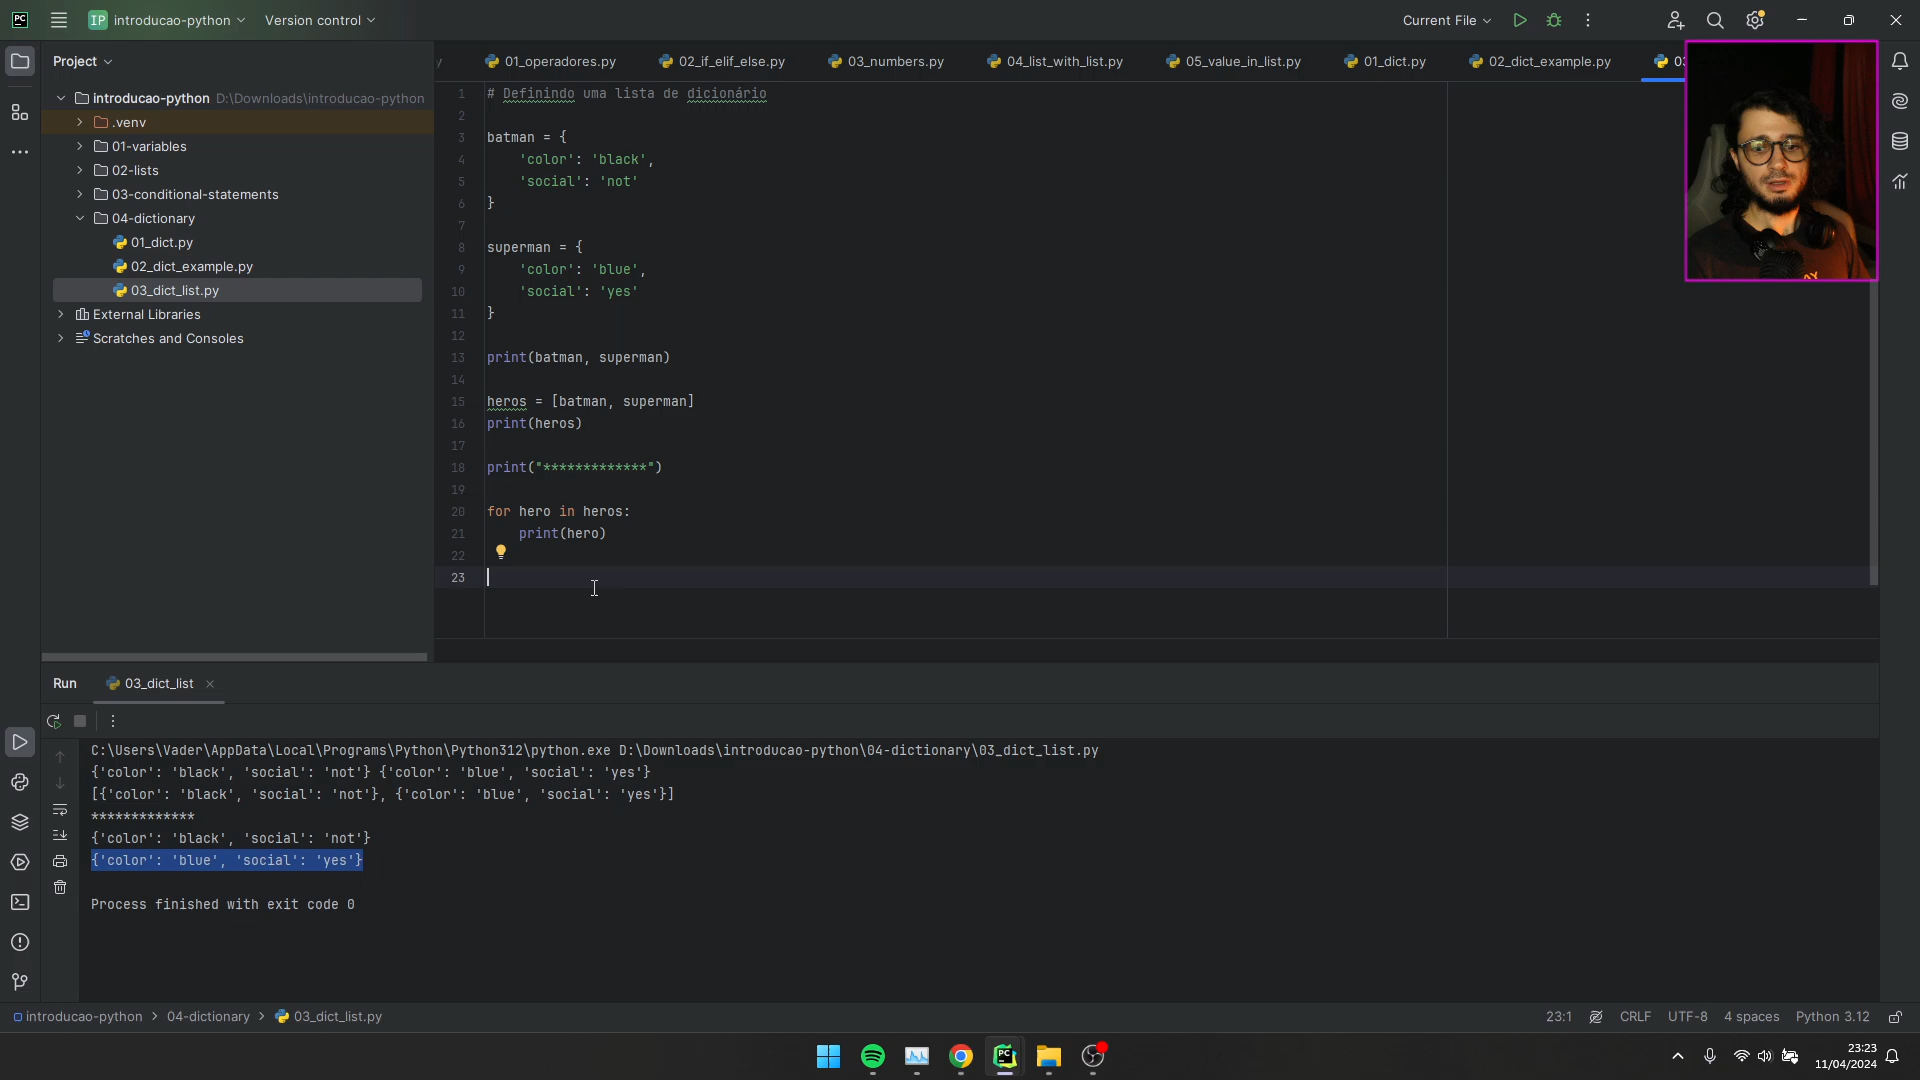 PC
IP introducao-python Version control
Current File
Project
01_operadores.py 02_if_elif_else.py 03_numbers.py 04_list_with_list.py 05_value_in_list.py 01_dict.py 02_dict_example.py 03
introducao-python D:\Downloads\introducao-python
.venv
01-variables
02-lists
03-conditional-statements
04-dictionary
01_dict.py
02_dict_example.py
03_dict_list.py
External Libraries
Scratches and Consoles
1 # Definindo uma lista de dicionário
2
3 batman = {
4 'color': 'black',
5 'social': 'not'
6 }
7
8 superman = {
9 'color': 'blue',
10 'social': 'yes'
11 }
12
13 print(batman, superman)
14
15 heros = [batman, superman]
16 print(heros)
17
18 print("*************")
19
20 for hero in heros:
21 print(hero)
22
23
Run 03_dict_list
C:\Users\Vader\AppData\Local\Programs\Python\Python312\python.exe D:\Downloads\introducao-python\04-dictionary\03_dict_list.py
{'color': 'black', 'social': 'not'} {'color': 'blue', 'social': 'yes'}
[{'color': 'black', 'social': 'not'}, {'color': 'blue', 'social': 'yes'}]
*************
{'color': 'black', 'social': 'not'}
{'color': 'blue', 'social': 'yes'}
Process finished with exit code 0
introducao-python > 04-dictionary > 03_dict_list.py
23:1 CRLF UTF-8 4 spaces Python 3.12
PC
23:23
11/04/2024